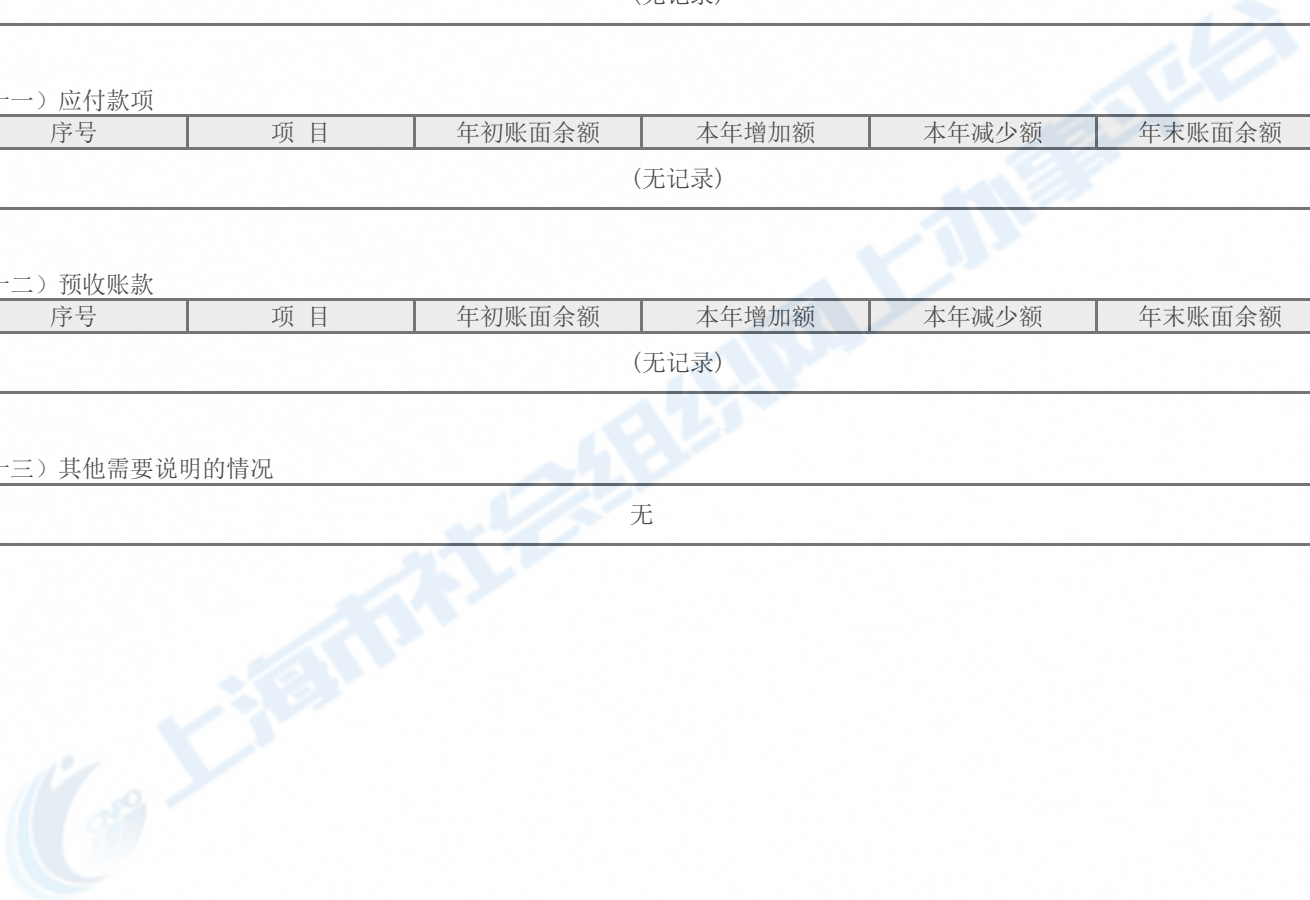 (无记录)
十一）应付款项
序号 项 目 年初账面余额 本年增加额 本年减少额 年末账面余额
(无记录)
十二）预收账款
序号 项 目 年初账面余额 本年增加额 本年减少额 年末账面余额
(无记录)
十三）其他需要说明的情况
无
上海市社会组织网上办事平台
CNPO